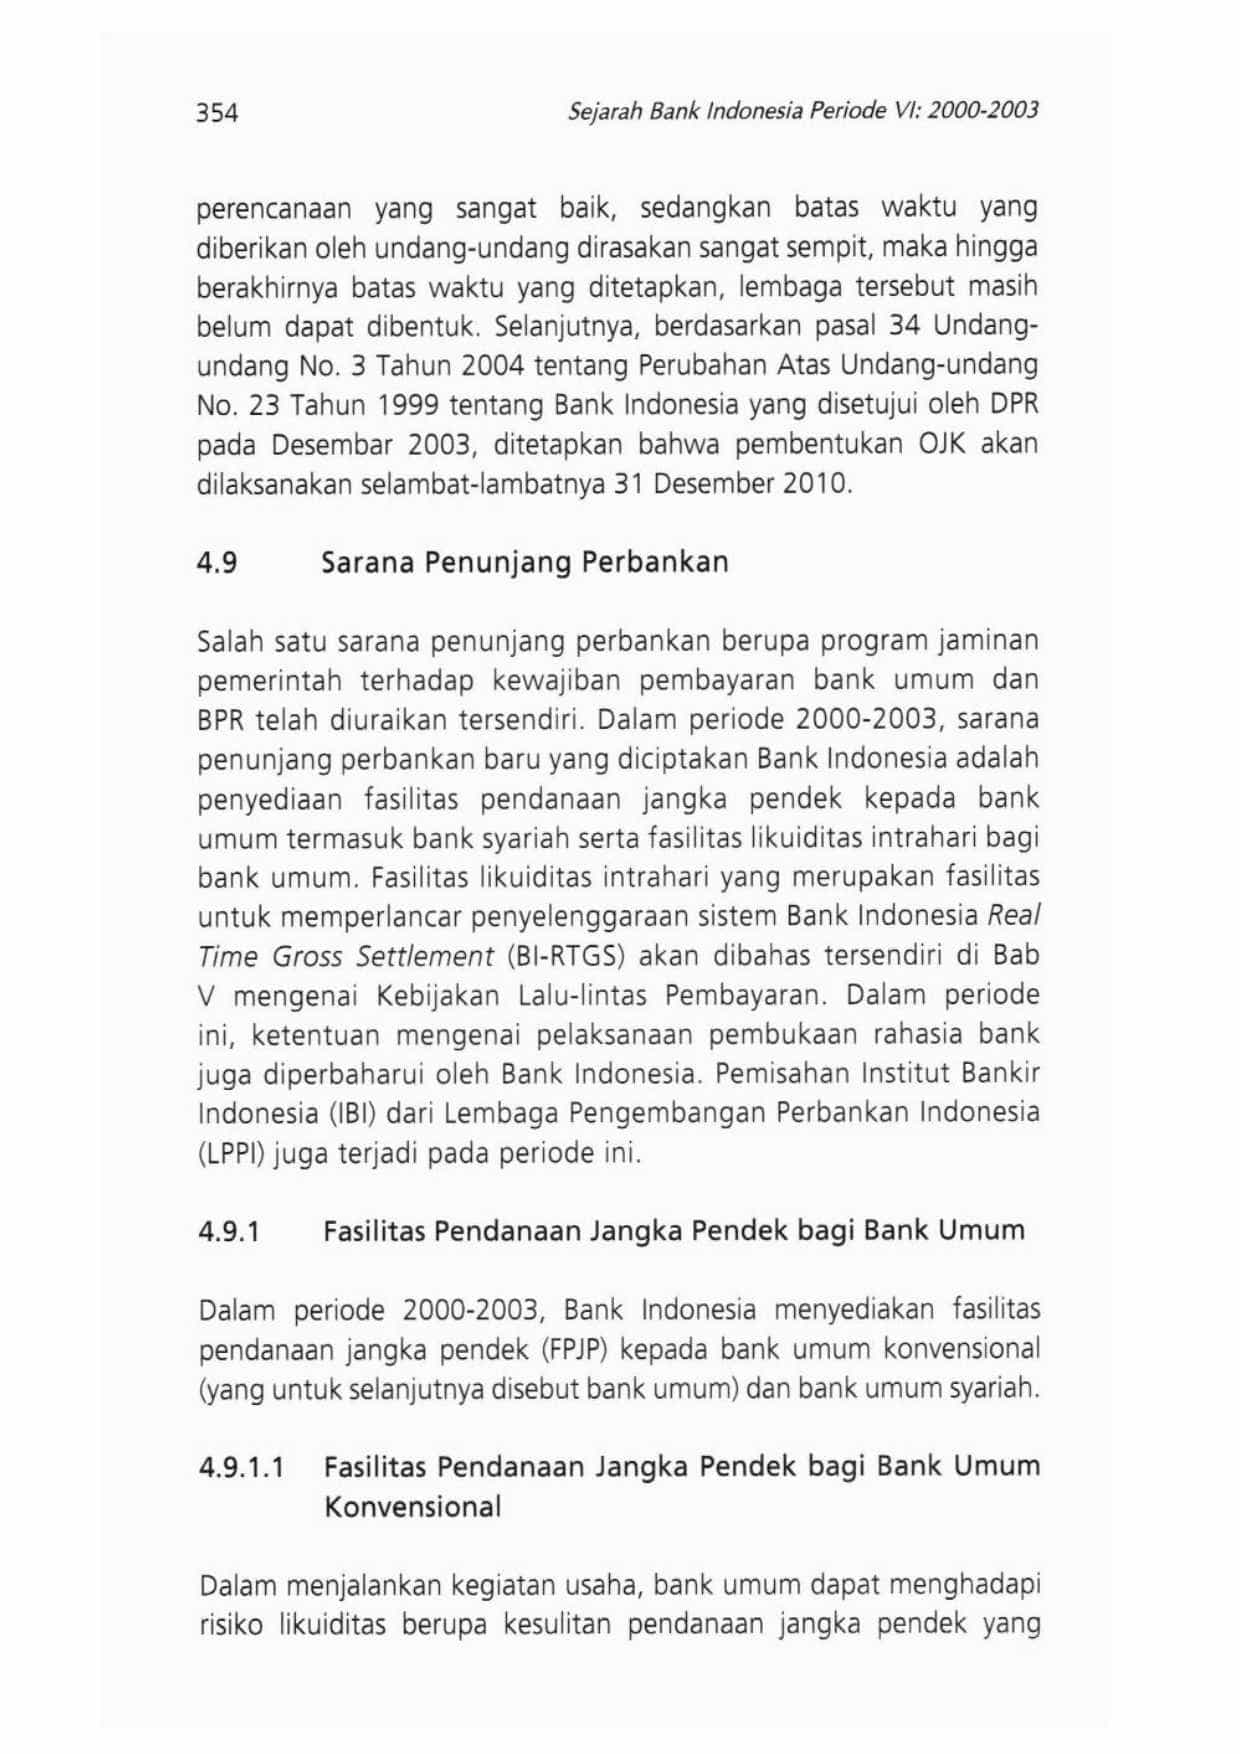 354
Sejarah Bank Indonesia Periode VI: 2000-2003
perencanaan yang sangat baik, sedangkan batas waktu yang
diberikan oleh undang-undang dirasakan sangat sempit, maka hingga
berakhirnya batas waktu yang ditetapkan, lembaga tersebut masih
belum dapat dibentuk. Selanjutnya, berdasarkan pasal 34 Undang-
undang No. 3 Tahun 2004 tentang Perubahan Atas Undang-undang
No. 23 Tahun 1999 tentang Bank Indonesia yang disetujui oleh DPR
pada Desembar 2003, ditetapkan bahwa pembentukan OJK akan
dilaksanakan selambat-lambatnya 31 Desember 2010.
4.9 Sarana Penunjang Perbankan
Salah satu sarana penunjang perbankan berupa program jaminan
pemerintah terhadap kewajiban pembayaran bank umum dan
BPR telah diuraikan tersendiri. Dalam periode 2000-2003, sarana
penunjang perbankan baru yang diciptakan Bank Indonesia adalah
penyediaan fasilitas pendanaan jangka pendek kepada bank
umum termasuk bank syariah serta fasilitas likuiditas intrahari bagi
bank umum. Fasilitas likuiditas intrahari yang merupakan fasilitas
untuk memperlancar penyelenggaraan sistem Bank Indonesia Real
Time Gross Settlement (BI-RTGS) akan dibahas tersendiri di Bab
V mengenai Kebijakan Lalu-lintas Pembayaran. Dalam periode
ini, ketentuan mengenai pelaksanaan pembukaan rahasia bank
juga diperbaharui oleh Bank Indonesia. Pemisahan Institut Bankir
Indonesia (IBI) dari Lembaga Pengembangan Perbankan Indonesia
(LPPI) juga terjadi pada periode ini.
4.9.1 Fasilitas Pendanaan Jangka Pendek bagi Bank Umum
Dalam periode 2000-2003, Bank Indonesia menyediakan fasilitas
pendanaan jangka pendek (FPJP) kepada bank umum konvensional
(yang untuk selanjutnya disebut bank umum) dan bank umum syariah.
4.9.1.1 Fasilitas Pendanaan Jangka Pendek bagi Bank Umum
Konvensional
Dalam menjalankan kegiatan usaha, bank umum dapat menghadapi
risiko likuiditas berupa kesulitan pendanaan jangka pendek yang